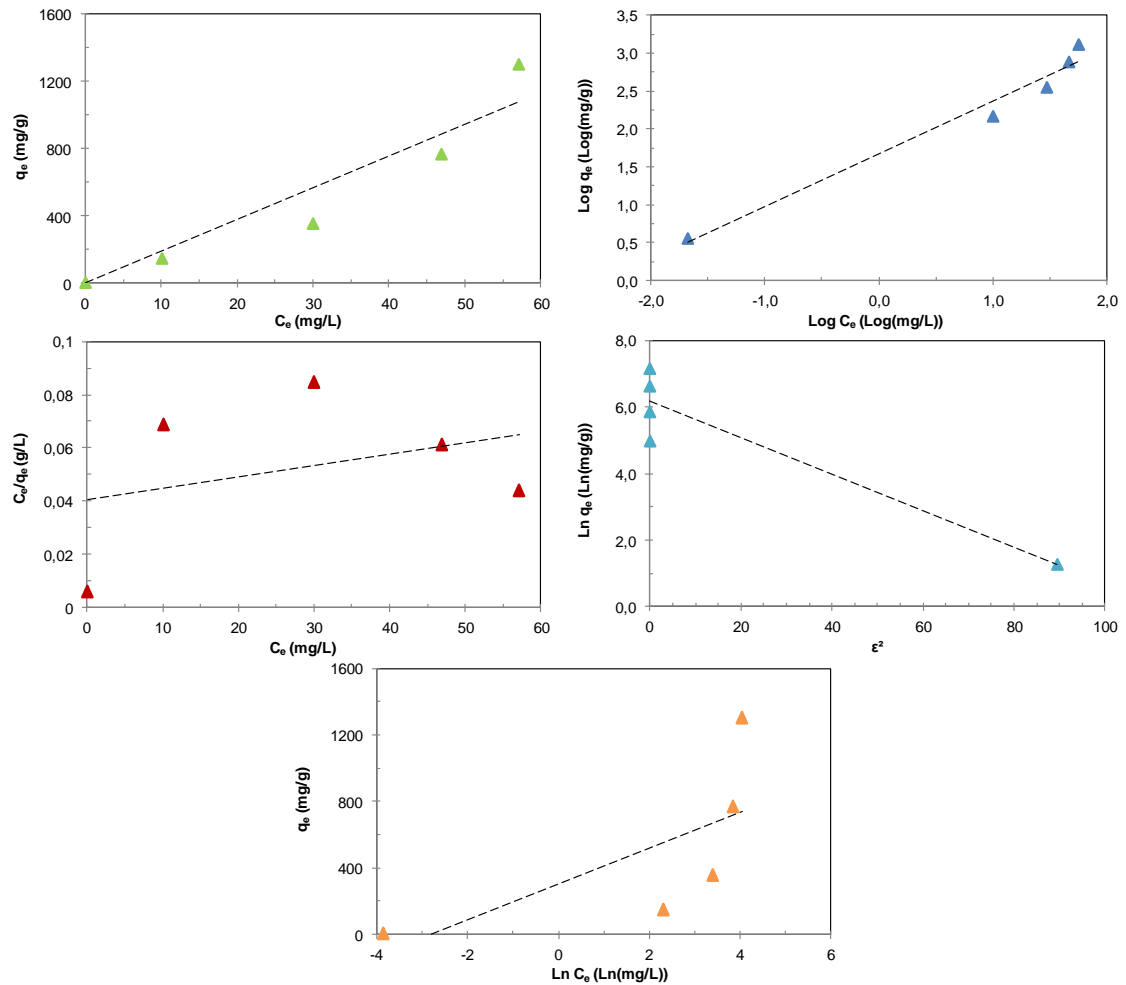 1600
1200
800
400
0
qₑ (mg/g)
0 10 20 30 40 50 60
Cₑ (mg/L)
3,5
3,0
2,5
2,0
1,5
1,0
0,5
0,0
Log qₑ (Log(mg/g))
-2,0 -1,0 0,0 1,0 2,0
Log Cₑ (Log(mg/L))
0,1
0,08
0,06
0,04
0,02
0
Cₑ/qₑ (g/L)
0 10 20 30 40 50 60
Cₑ (mg/L)
8,0
6,0
4,0
2,0
0,0
Ln qₑ (Ln(mg/g))
0 20 40 60 80 100
ε²
1600
1200
800
400
0
qₑ (mg/g)
-4 -2 0 2 4 6
Ln Cₑ (Ln(mg/L))